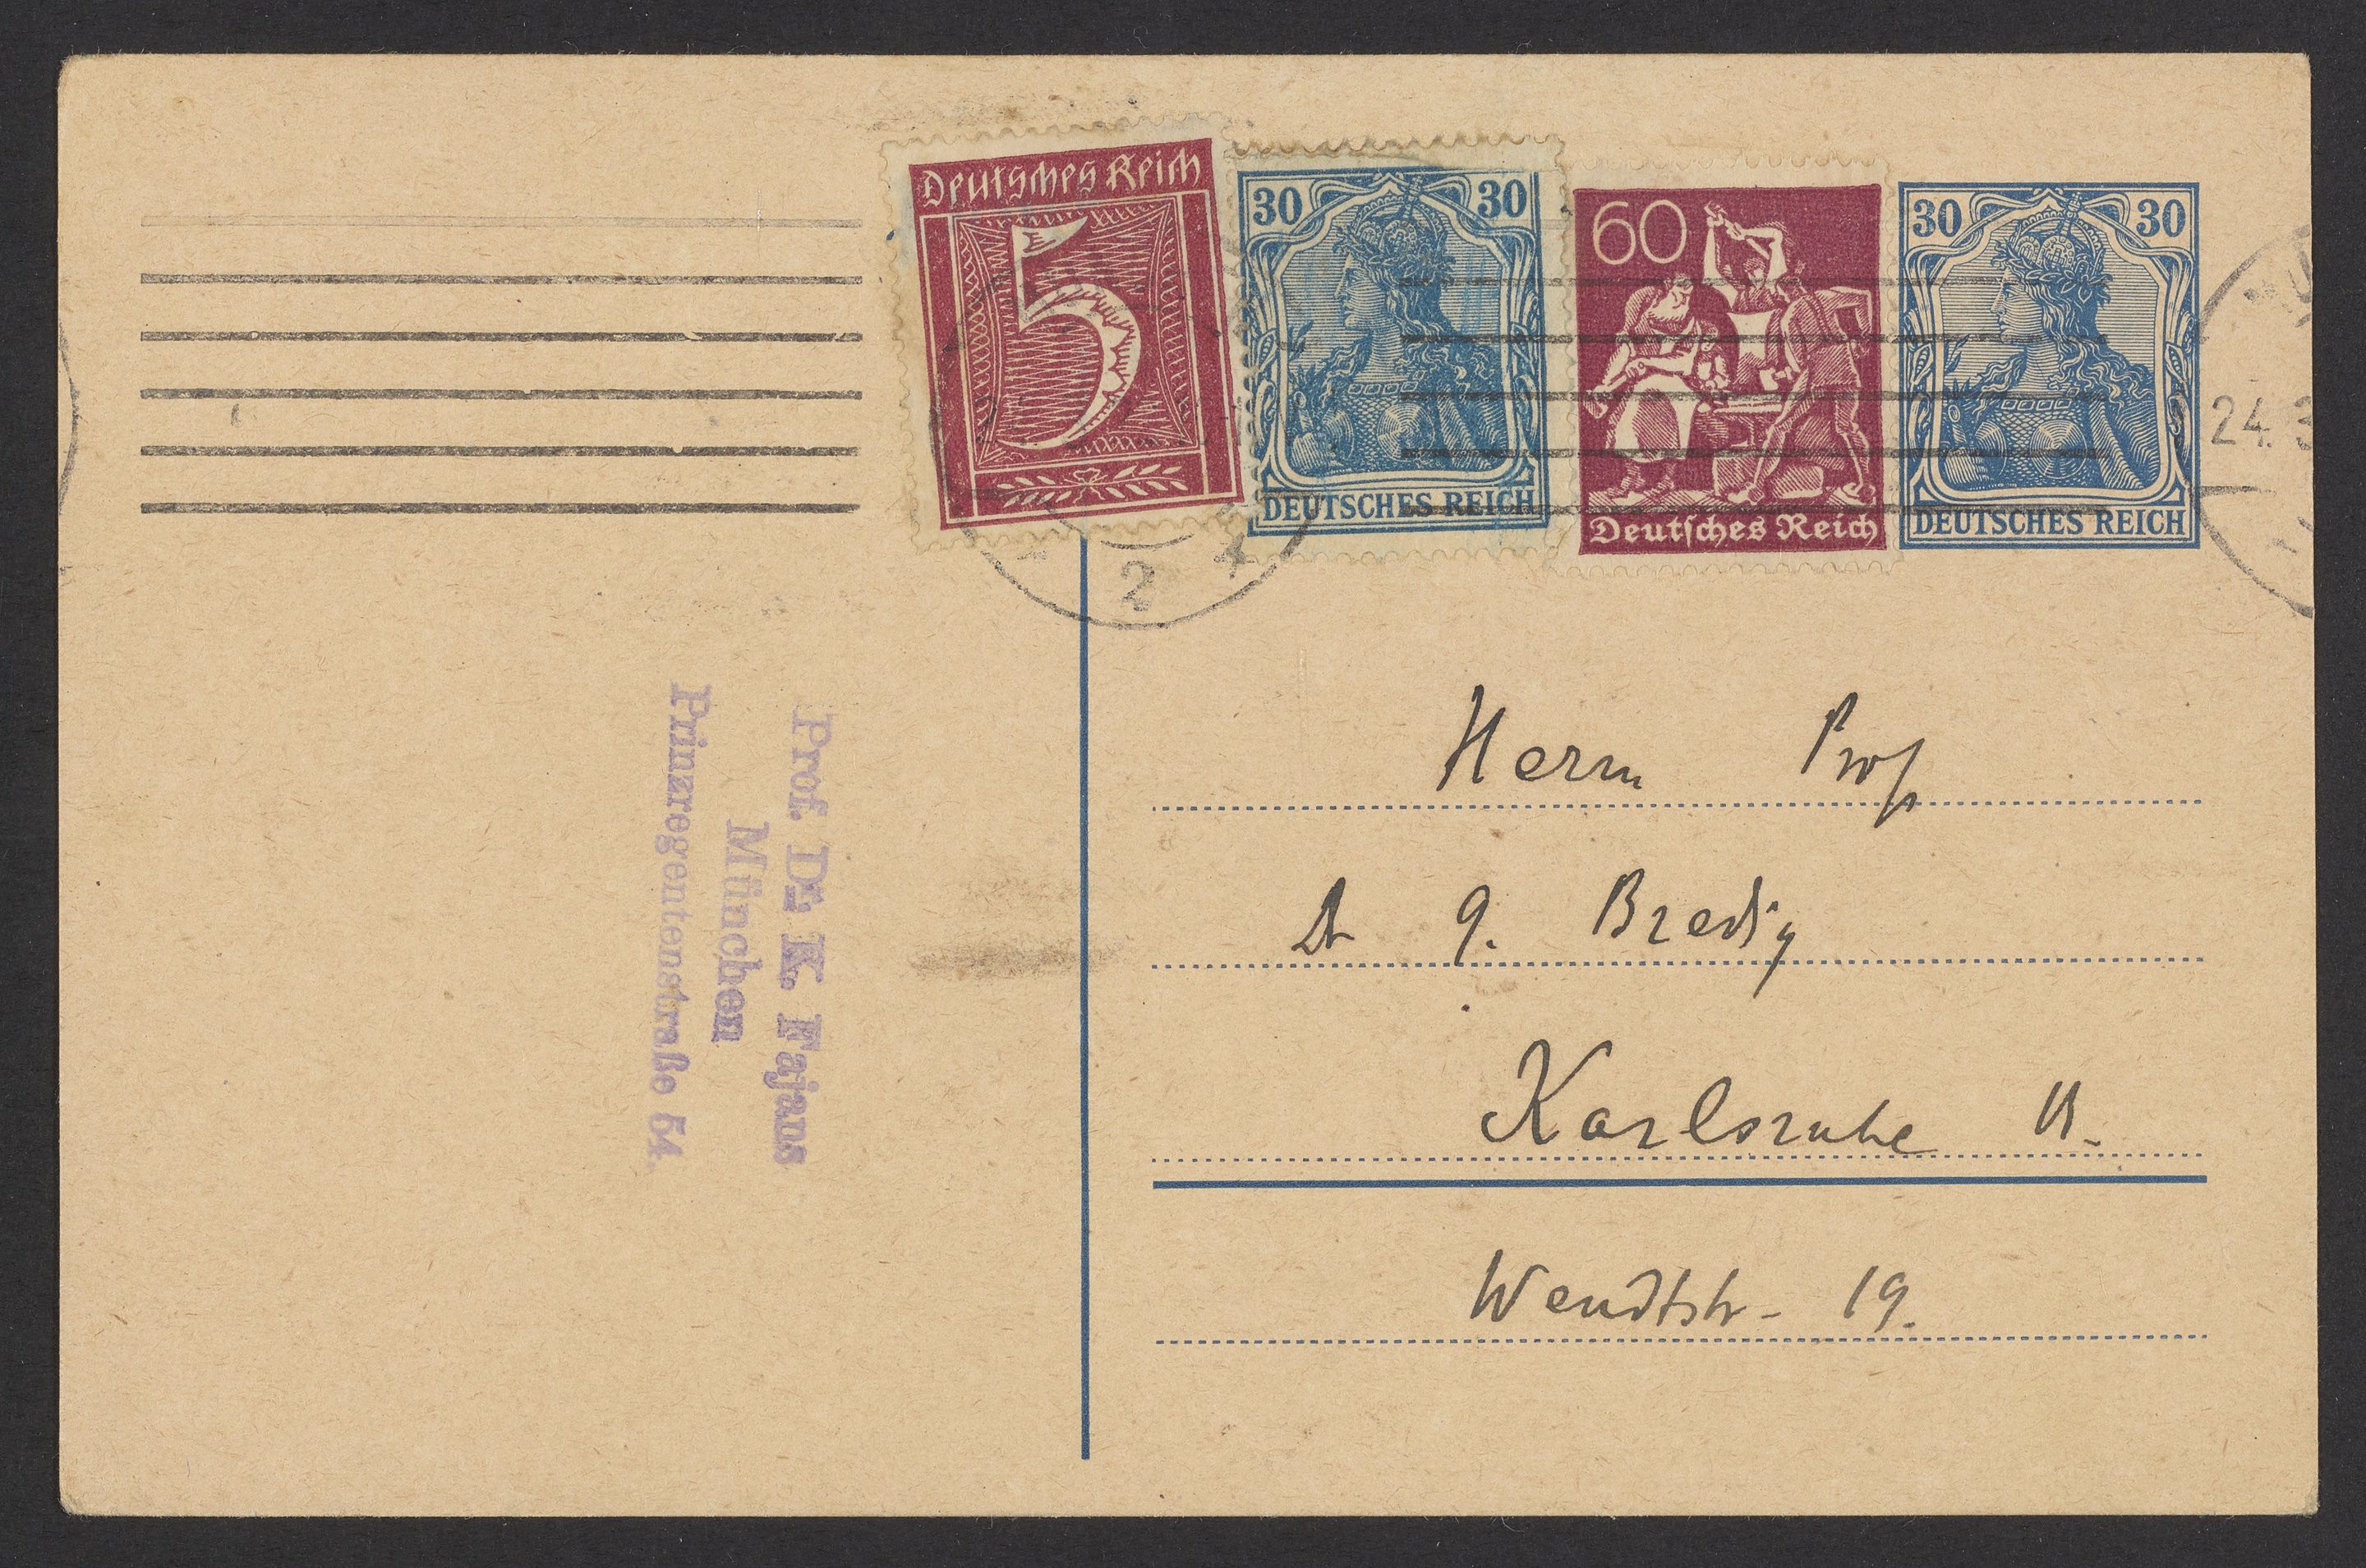 Deutsches Reich
5
30 30
DEUTSCHES REICH
60
Deutsches Reich
30 30
DEUTSCHES REICH
24. 3
2 4
Prof. Dr. K. Fajans
München
Prinzregentenstraße 54.
Herrn Prof
Dr G. Bredig
Karlsruhe
Wendtstr. 19.